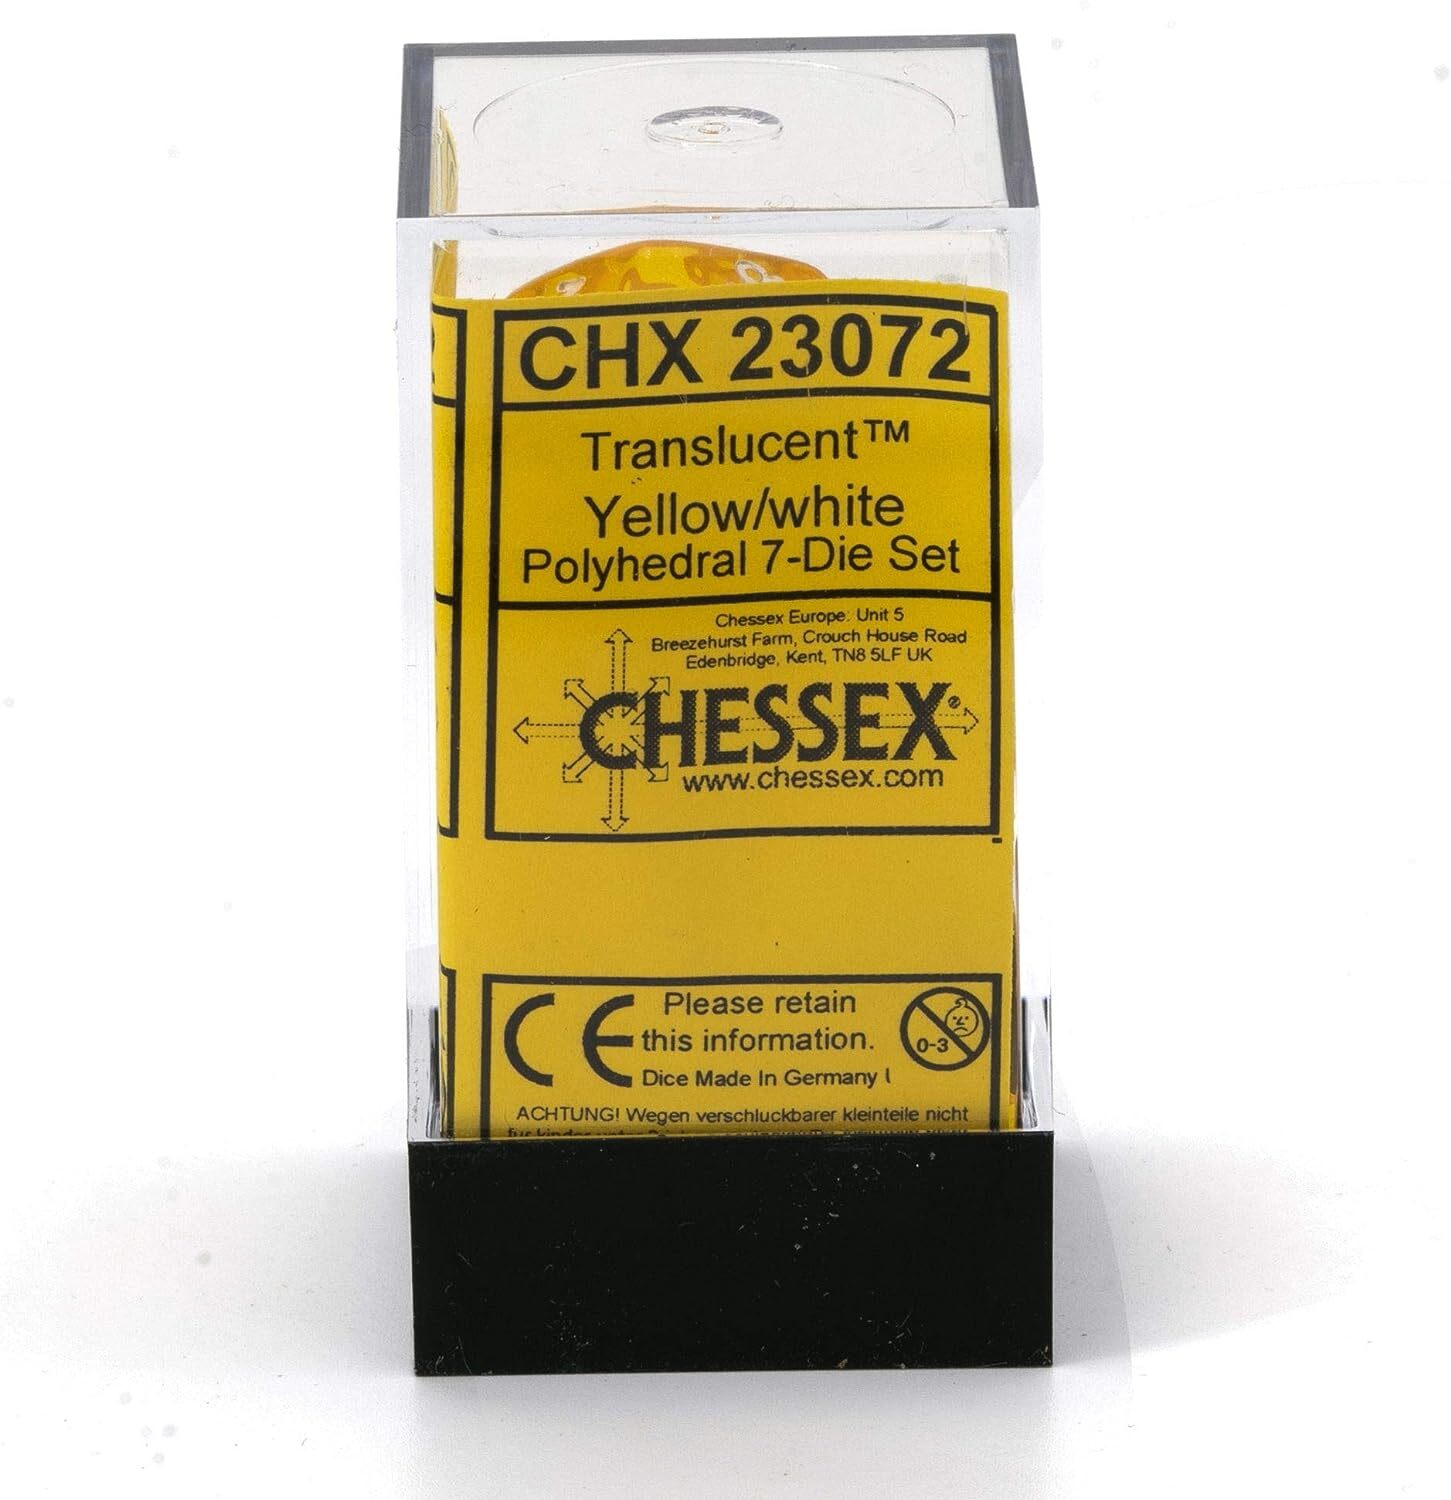 CHX 23072
Translucent™
Yellow/white
Polyhedral 7-Die Set
Chessex Europe: Unit 5
Breezehurst Farm, Crouch House Road
Edenbridge, Kent, TN8 5LF UK
CHESSEX®
www.chessex.com
CE
Please retain
this information.
0-3
Dice Made In Germany
ACHTUNG! Wegen verschluckbarer kleinteile nicht